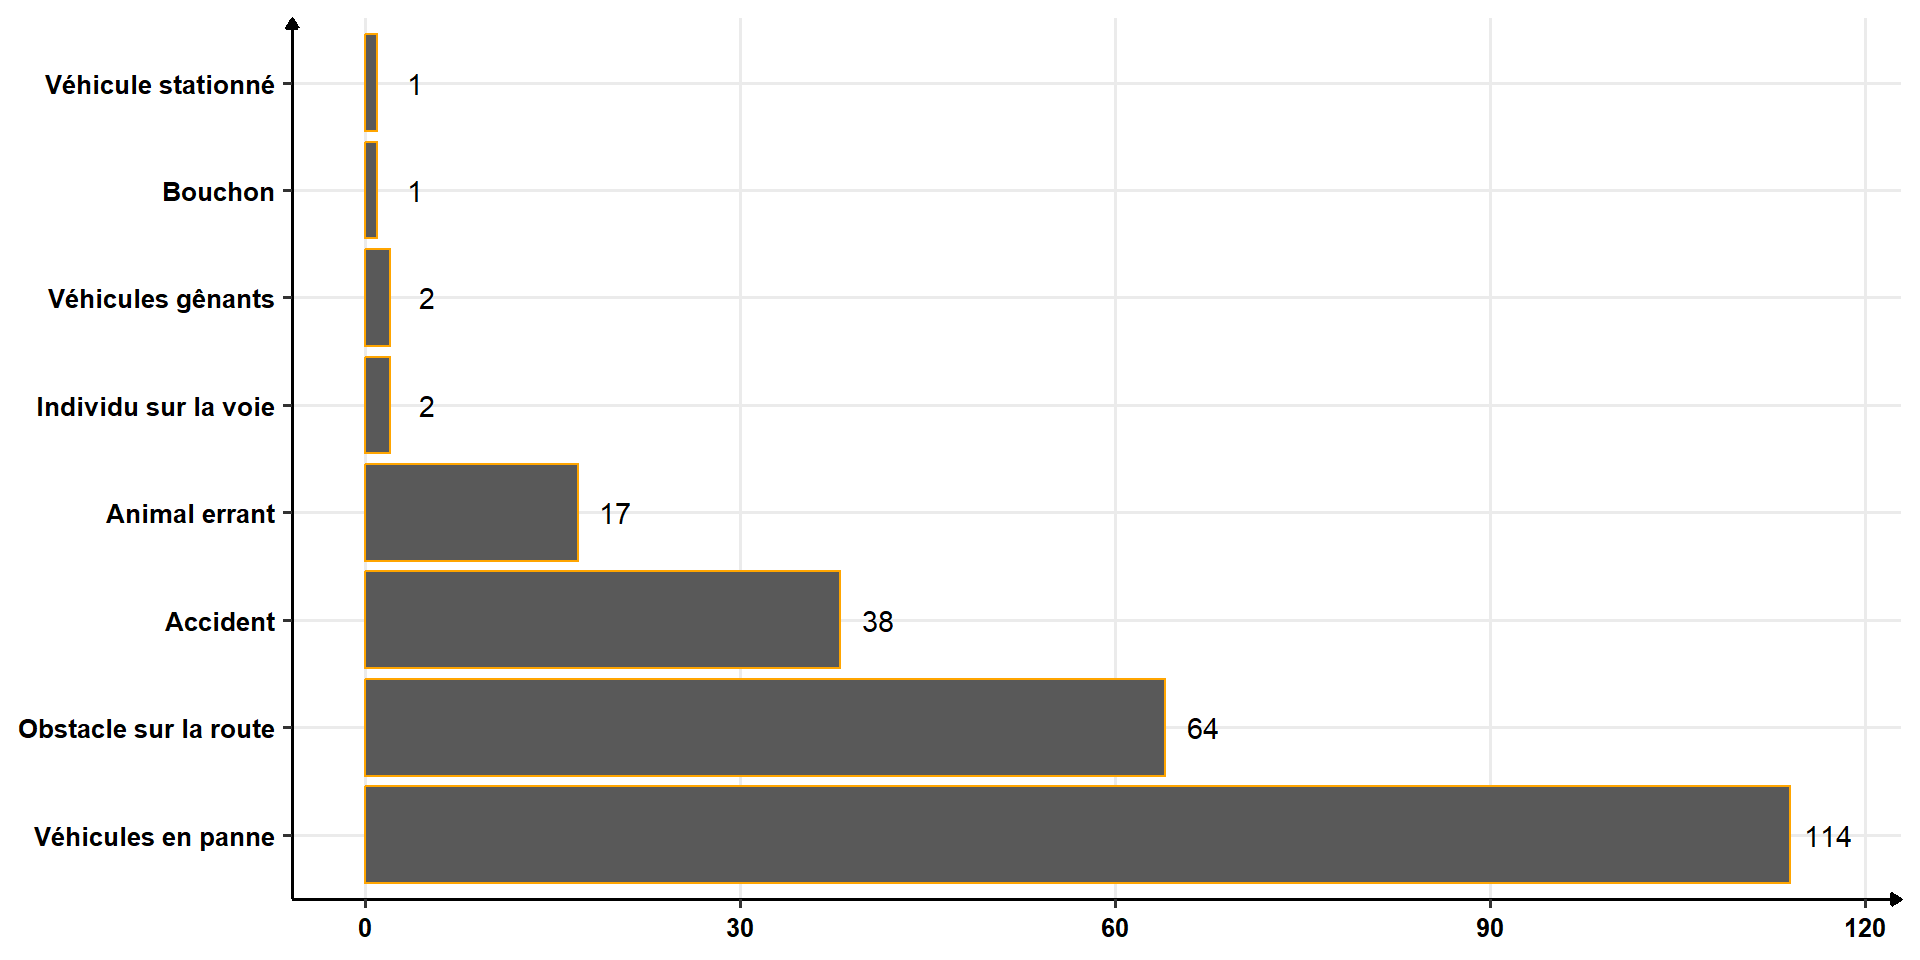 Véhicule stationné 1
Bouchon 1
Véhicules gênants 2
Individu sur la voie 2
Animal errant 17
Accident 38
Obstacle sur la route 64
Véhicules en panne 114
0 30 60 90 120